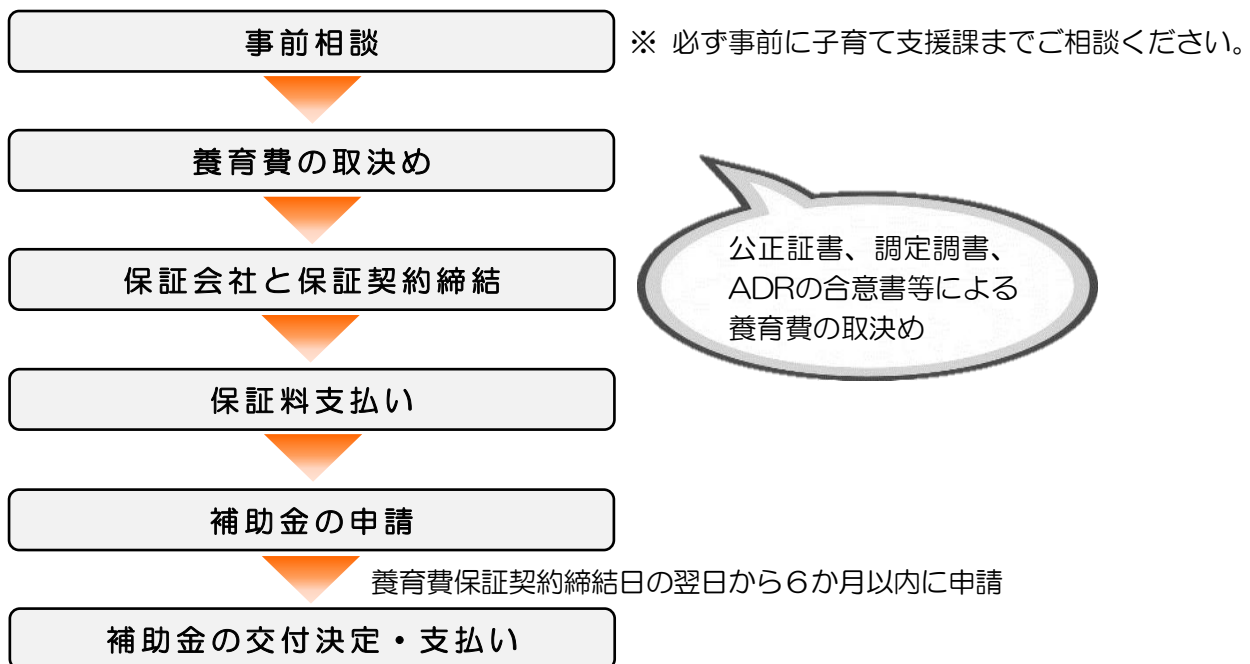 事前相談
※ 必ず事前に子育て支援課までご相談ください。
養育費の取決め
公正証書、調定調書、
ADRの合意書等による
養育費の取決め
保証会社と保証契約締結
保証料支払い
補助金の申請
養育費保証契約締結日の翌日から６か月以内に申請
補助金の交付決定・支払い